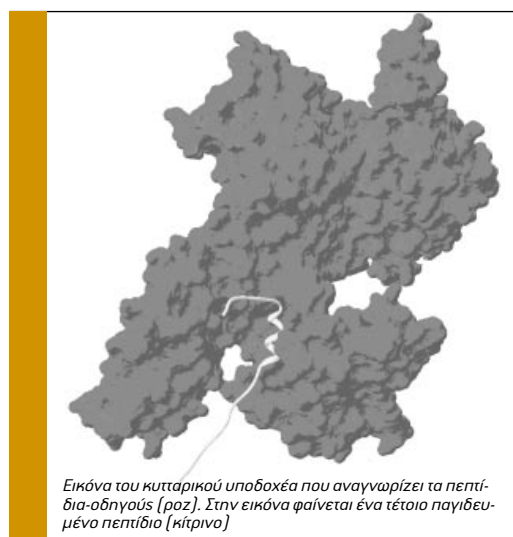 Εικόνα του κυτταρικού υποδοχέα που αναγνωρίζει τα πεπτί-
δια-οδηγούς (ροζ). Στην εικόνα φαίνεται ένα τέτοιο παγιδευ-
μένο πεπτίδιο (κίτρινο)